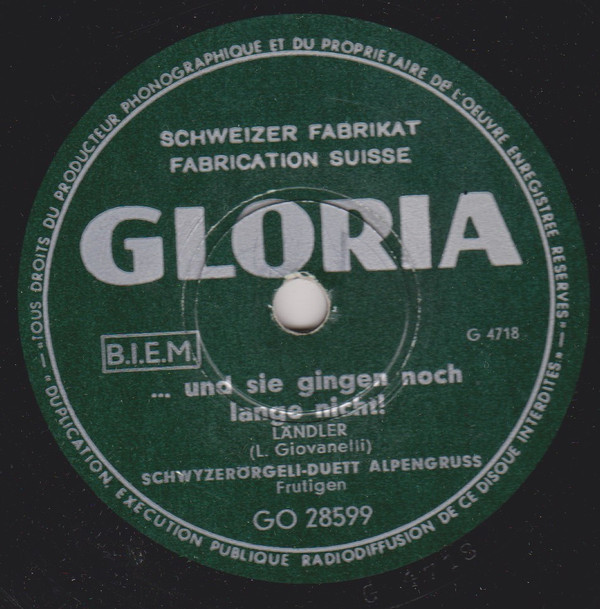 "TOUS DROITS DU PRODUCTEUR PHONOGRAPHIQUE ET DU PROPRIETAIRE DE L'OEUVRE ENREGISTREE RESERVES"
SCHWEIZER FABRIKAT
FABRICATION SUISSE
GLORIA
G 4718
B.I.E.M.
... und sie gingen noch
lange nicht!
LÄNDLER
(L. Giovanelli)
SCHWYZERÖRGELI-DUETT ALPENGRUSS
Frutigen
GO 28599
"DUPLICATION, EXECUTION PUBLIQUE RADIODIFFUSION DE CE DISQUE INTERDITES."